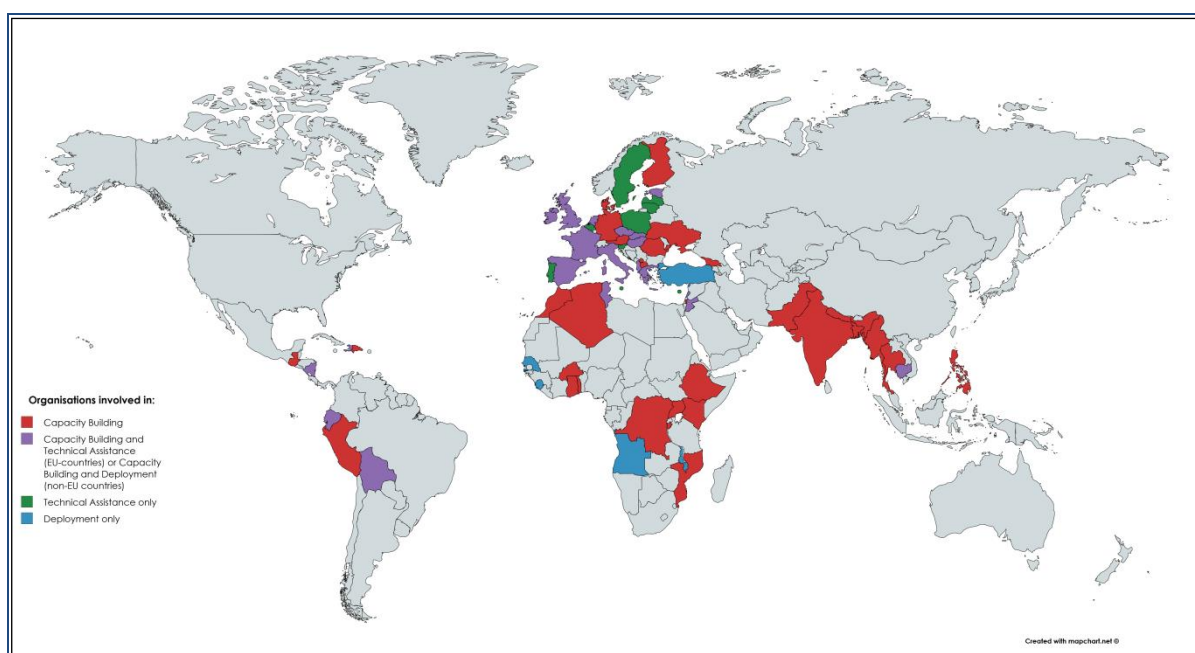 Organisations involved in:
Capacity Building
Capacity Building and
Technical Assistance
(EU-countries) or Capacity
Building and Deployment
(non-EU countries)
Technical Assistance only
Deployment only
Created with mapchart.net ©